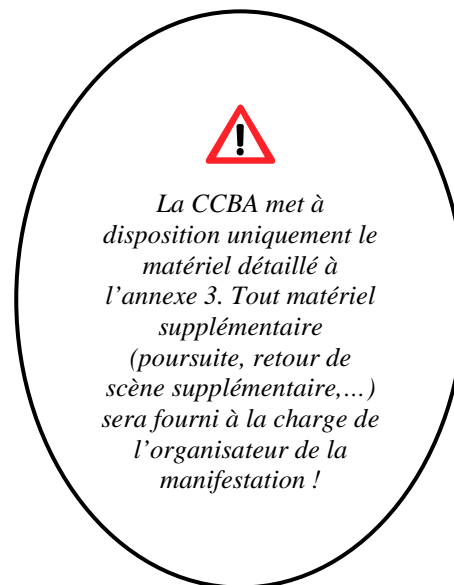 La CCBA met à
disposition uniquement le
matériel détaillé à
l’annexe 3. Tout matériel
supplémentaire
(poursuite, retour de
scène supplémentaire,…)
sera fourni à la charge de
l’organisateur de la
manifestation !